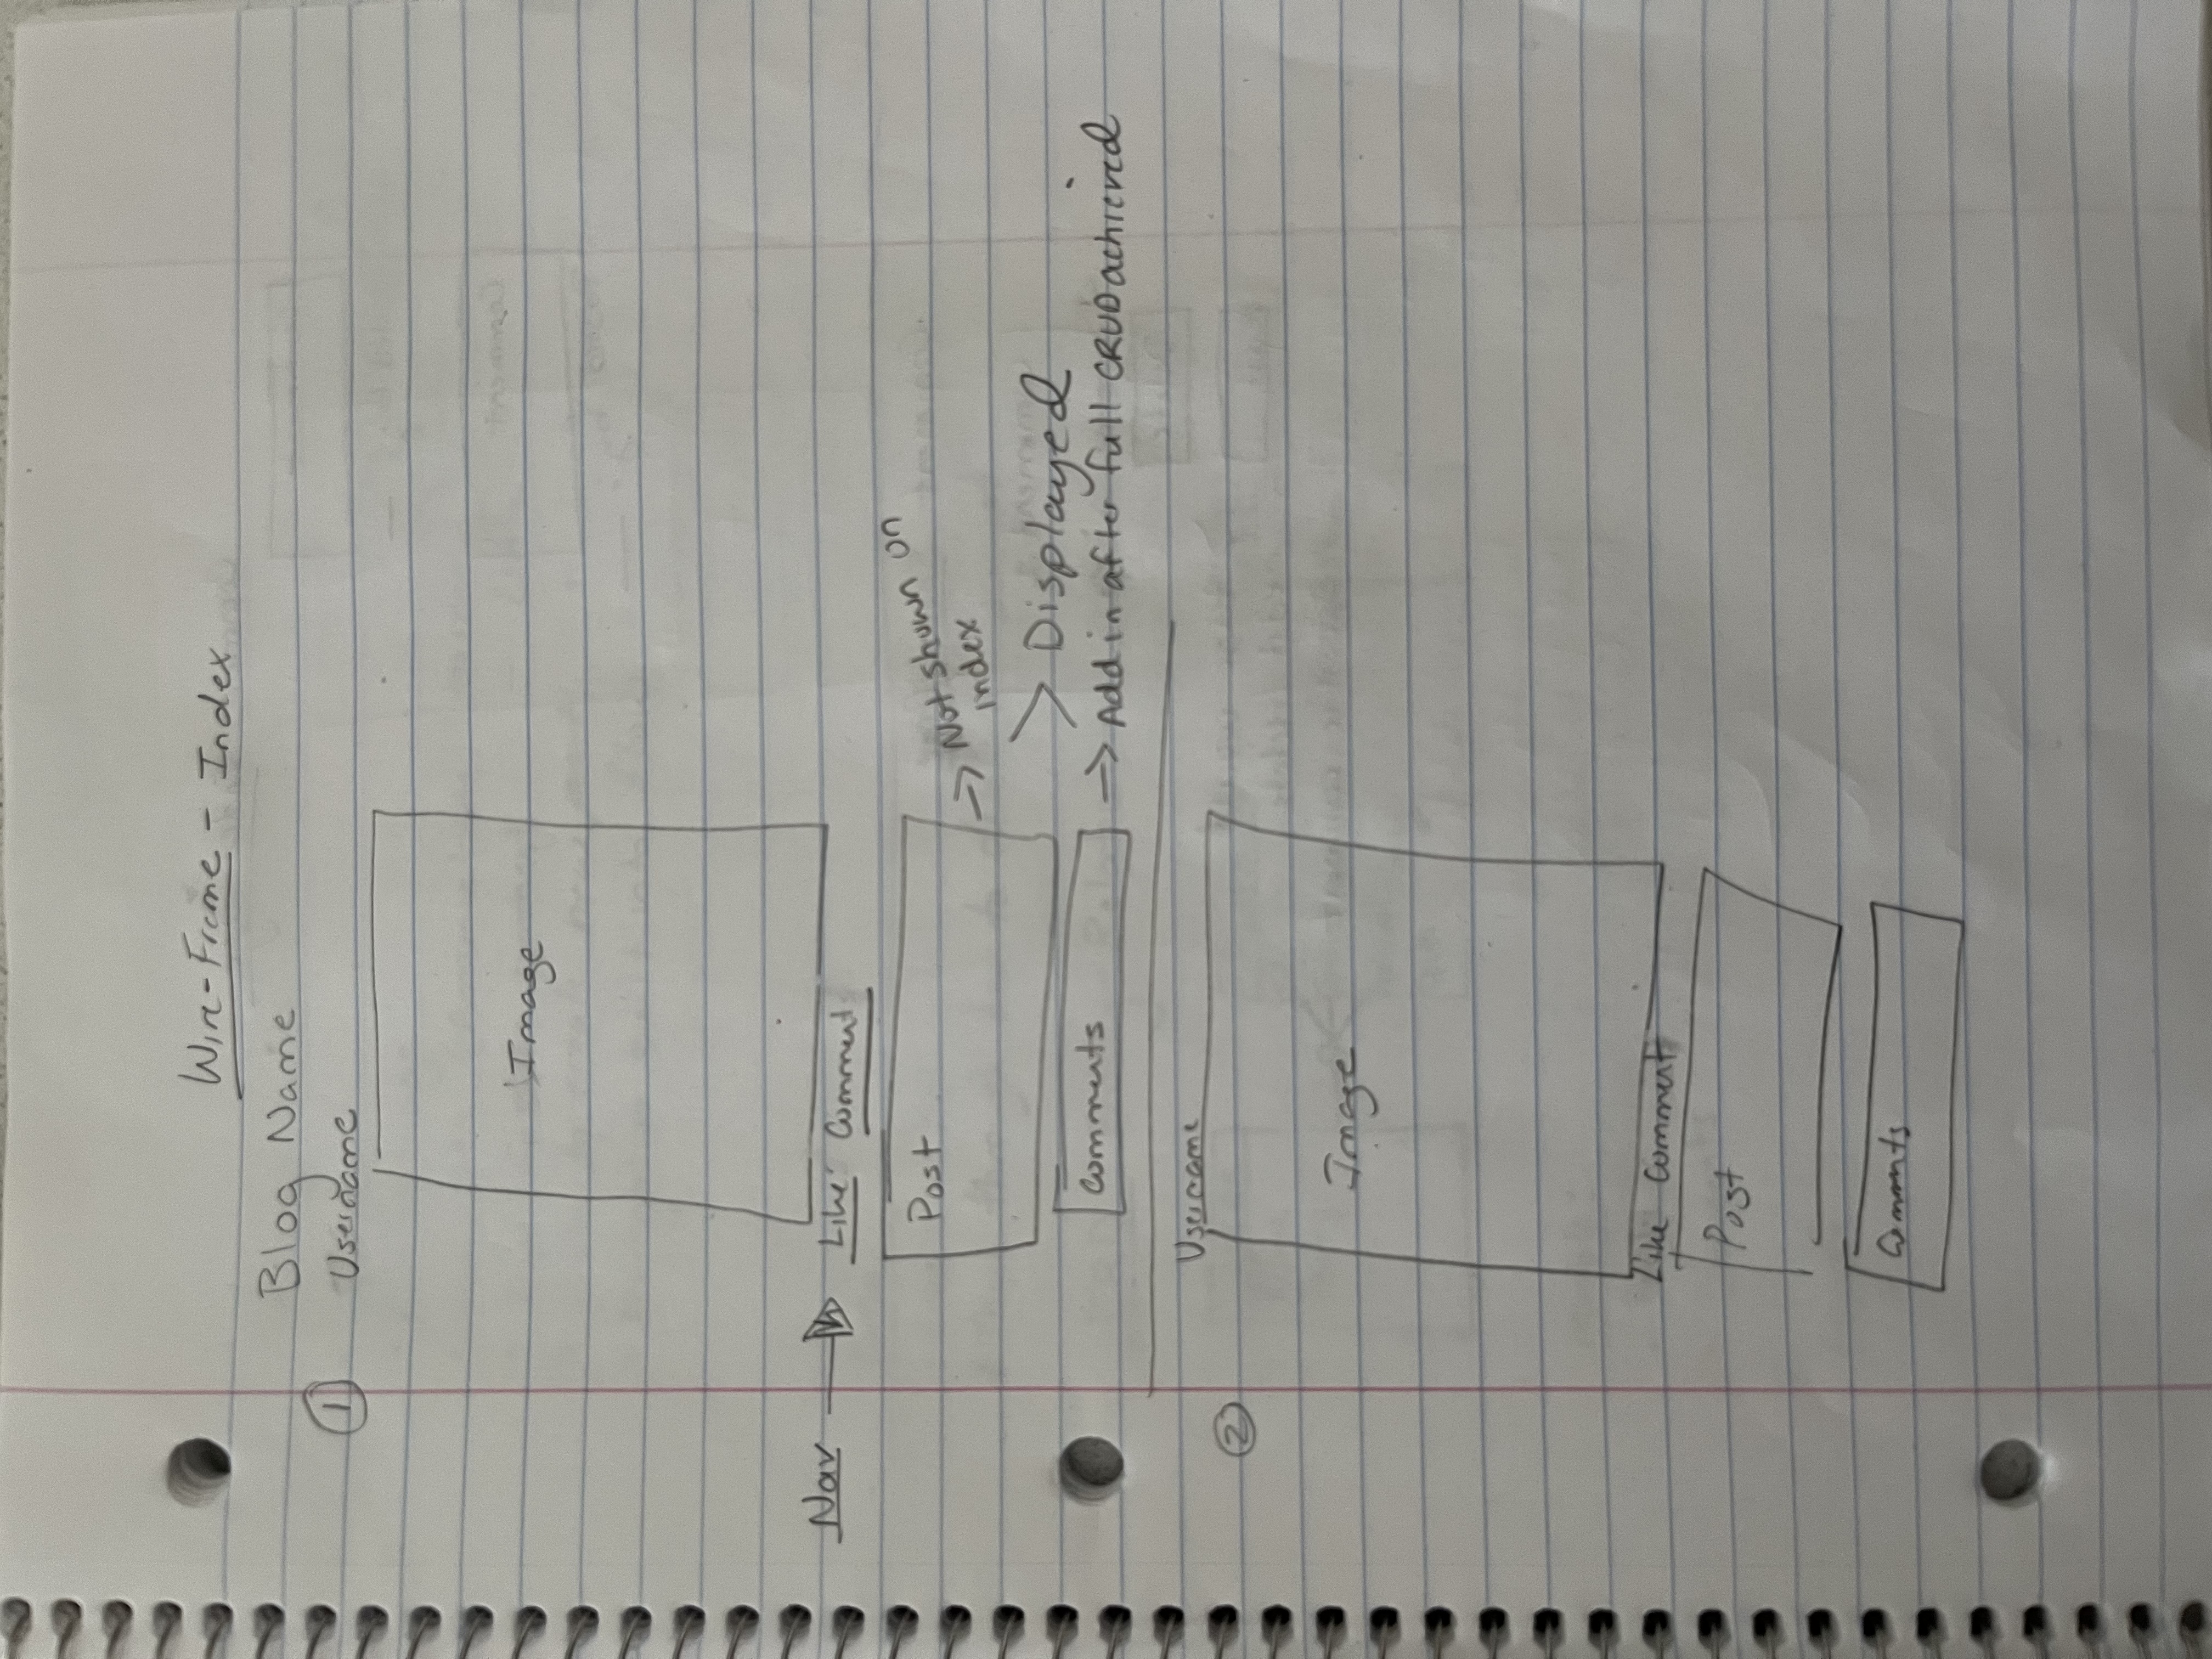 Wire-Frame - Index
Blog Name
1 Username
Image
Nav → Like Comment
Post → Not shown on
index
> Displayed
Comments → Add in after full CRUD achieved
Username
2
Image
Like Comment
Post
Comments